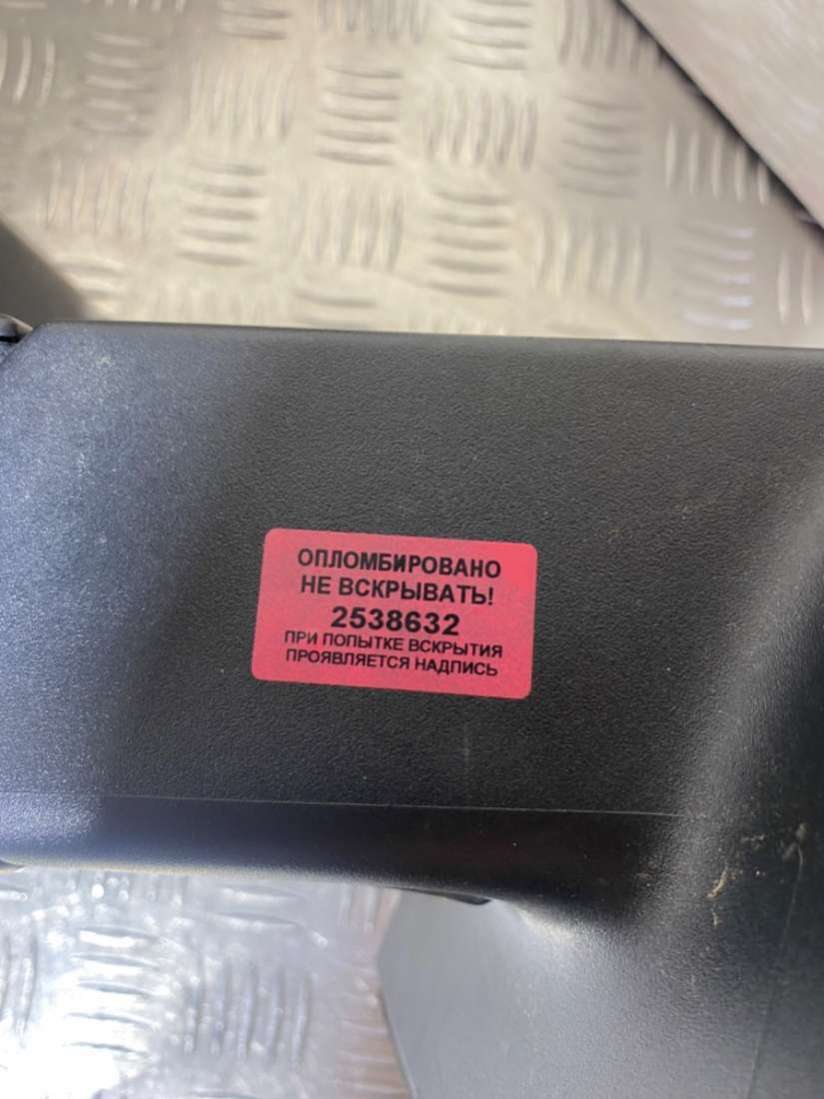 ОПЛОМБИРОВАНО
НЕ ВСКРЫВАТЬ!
2538632
ПРИ ПОПЫТКЕ ВСКРЫТИЯ
ПРОЯВЛЯЕТСЯ НАДПИСЬ